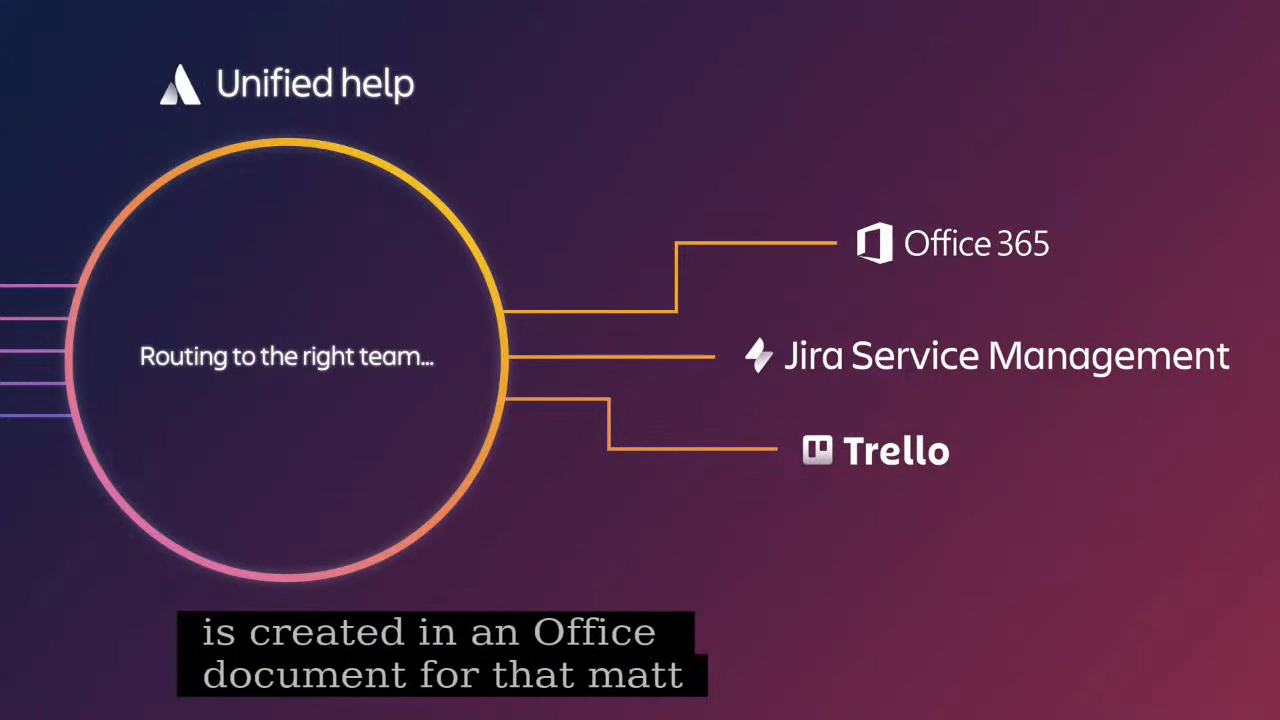 Unified help
Routing to the right team...
Office 365
Jira Service Management
Trello
is created in an Office
document for that matt